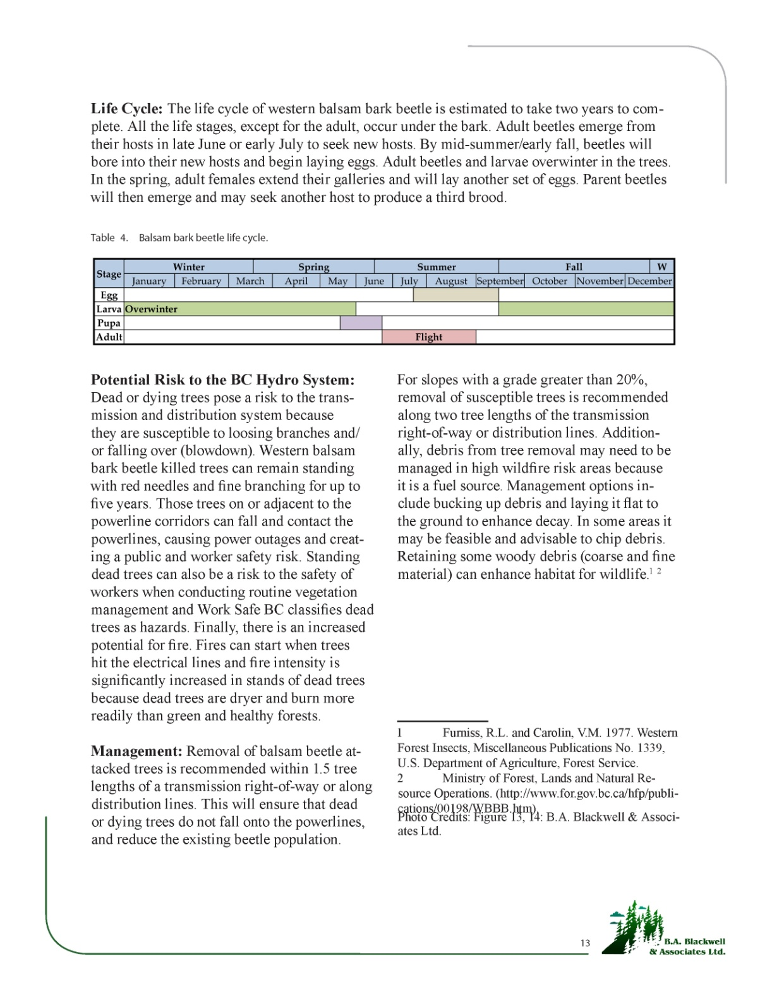 Life Cycle: The life cycle of western balsam bark beetle is estimated to take two years to com-
plete. All the life stages, except for the adult, occur under the bark. Adult beetles emerge from
their hosts in late June or early July to seek new hosts. By mid-summer/early fall, beetles will
bore into their new hosts and begin laying eggs. Adult beetles and larvae overwinter in the trees.
In the spring, adult females extend their galleries and will lay another set of eggs. Parent beetles
will then emerge and may seek another host to produce a third brood.
Table 4. Balsam bark beetle life cycle.
Stage Winter Spring Summer Fall W
January February March April May June July August September October November December
Egg
Larva Overwinter
Pupa
Adult Flight
Potential Risk to the BC Hydro System:
Dead or dying trees pose a risk to the trans-
mission and distribution system because
they are susceptible to loosing branches and/
or falling over (blowdown). Western balsam
bark beetle killed trees can remain standing
with red needles and fine branching for up to
five years. Those trees on or adjacent to the
powerline corridors can fall and contact the
powerlines, causing power outages and creat-
ing a public and worker safety risk. Standing
dead trees can also be a risk to the safety of
workers when conducting routine vegetation
management and Work Safe BC classifies dead
trees as hazards. Finally, there is an increased
potential for fire. Fires can start when trees
hit the electrical lines and fire intensity is
significantly increased in stands of dead trees
because dead trees are dryer and burn more
readily than green and healthy forests.
Management: Removal of balsam beetle at-
tacked trees is recommended within 1.5 tree
lengths of a transmission right-of-way or along
distribution lines. This will ensure that dead
or dying trees do not fall onto the powerlines,
and reduce the existing beetle population.
For slopes with a grade greater than 20%,
removal of susceptible trees is recommended
along two tree lengths of the transmission
right-of-way or distribution lines. Addition-
ally, debris from tree removal may need to be
managed in high wildfire risk areas because
it is a fuel source. Management options in-
clude bucking up debris and laying it flat to
the ground to enhance decay. In some areas it
may be feasible and advisable to chip debris.
Retaining some woody debris (coarse and fine
material) can enhance habitat for wildlife.1 2
1 Furniss, R.L. and Carolin, V.M. 1977. Western
Forest Insects, Miscellaneous Publications No. 1339,
U.S. Department of Agriculture, Forest Service.
2 Ministry of Forest, Lands and Natural Re-
source Operations. (http://www.for.gov.bc.ca/hfp/publi-
cations/00198/WBBB.htm).
Photo Credits: Figure 13, 14: B.A. Blackwell & Associ-
ates Ltd.
13
B.A. Blackwell
& Associates Ltd.